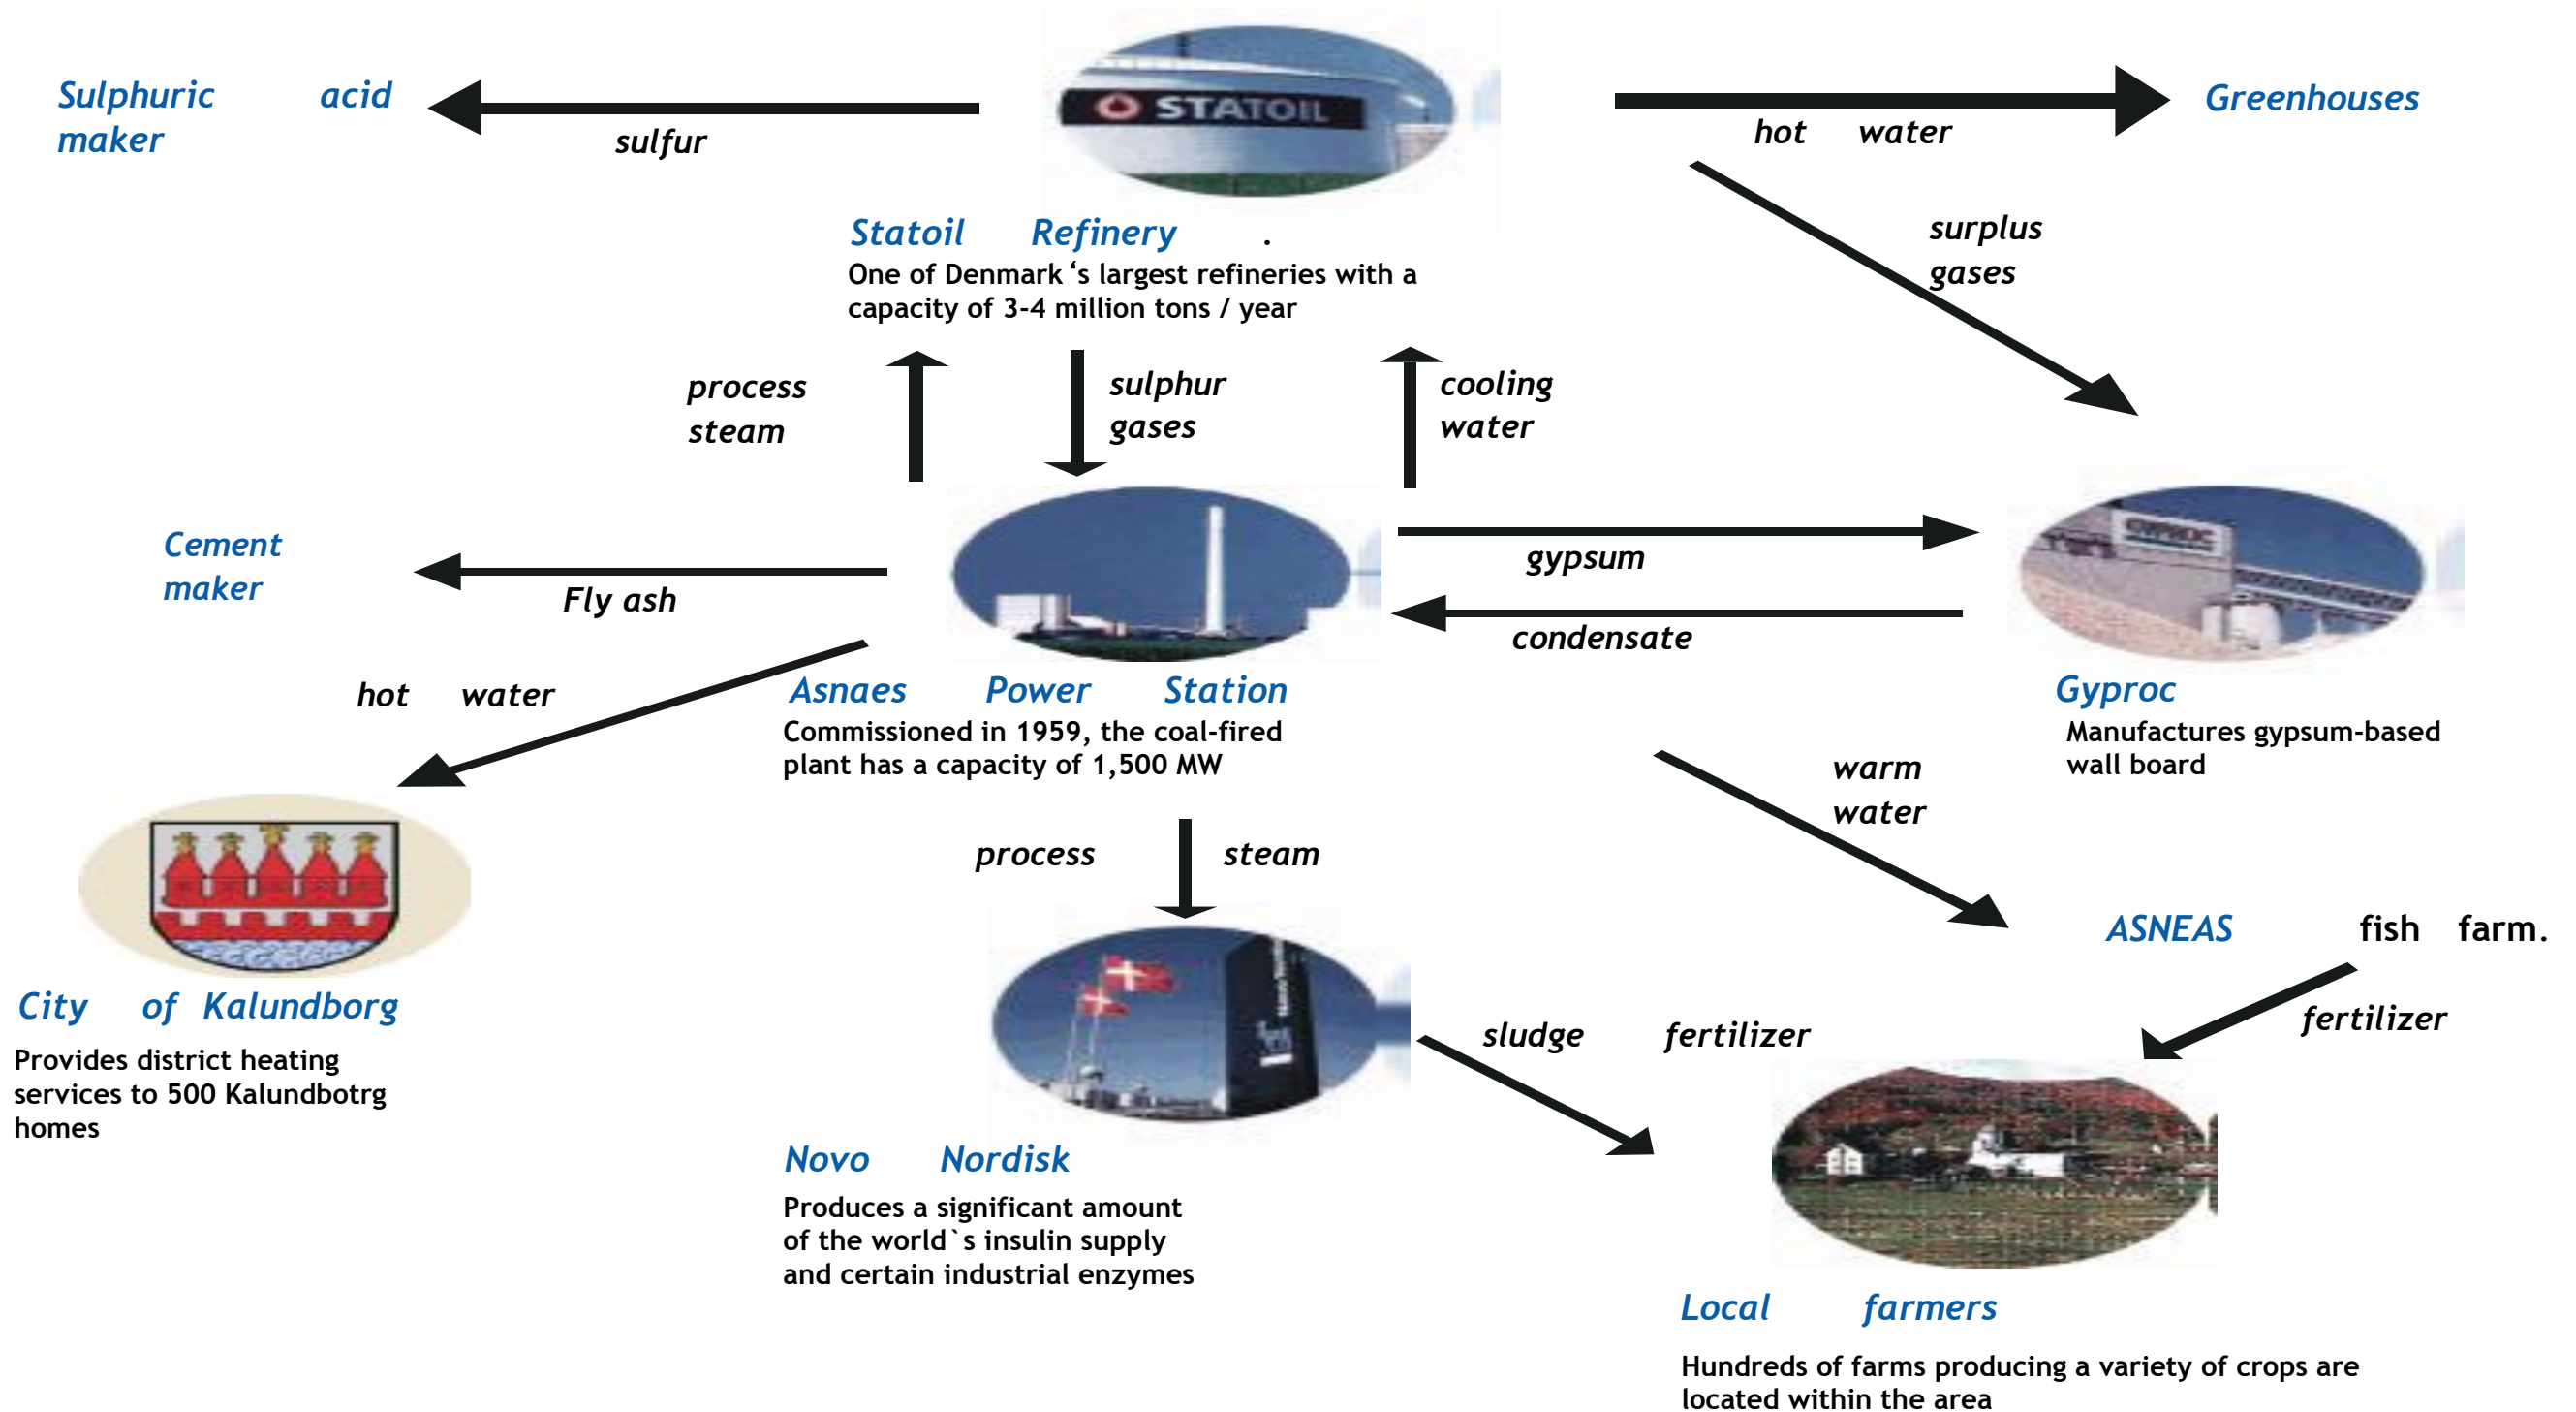 Sulphuric acid
maker
sulfur
STATOIL
hot water
Greenhouses
surplus
gases
Statoil Refinery .
One of Denmark ‘s largest refineries with a
capacity of 3-4 million tons / year
process
steam
sulphur
gases
cooling
water
Cement
maker
Fly ash
gypsum
condensate
GYPROC
hot water
Asnaes Power Station
Commissioned in 1959, the coal-fired
plant has a capacity of 1,500 MW
Gyproc
Manufactures gypsum-based
wall board
warm
water
process steam
ASNEAS fish farm.
fertilizer
City of Kalundborg
Provides district heating
services to 500 Kalundbotrg
homes
sludge fertilizer
Novo Nordisk
Produces a significant amount
of the world`s insulin supply
and certain industrial enzymes
Local farmers
Hundreds of farms producing a variety of crops are
located within the area